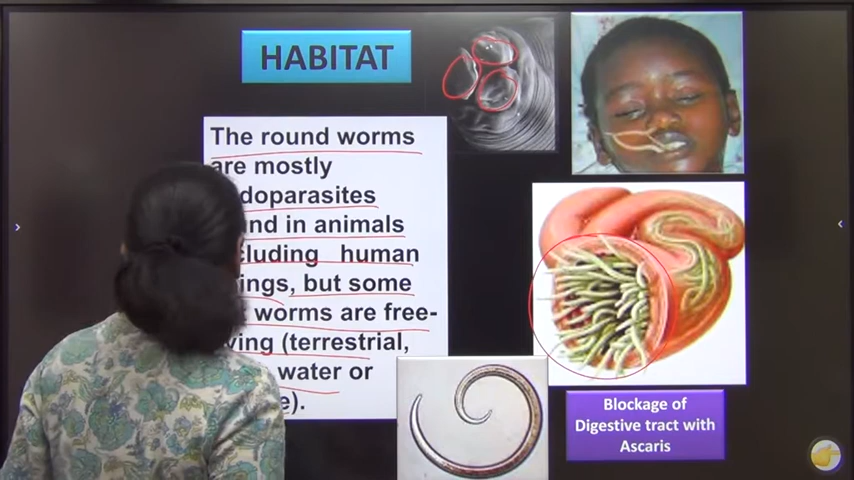 HABITAT
The round worms
are mostly
doparasites
nd in animals
cluding human
ings, but some
worms are free-
ving (terrestrial,
water or
e).
Blockage of
Digestive tract with
Ascaris